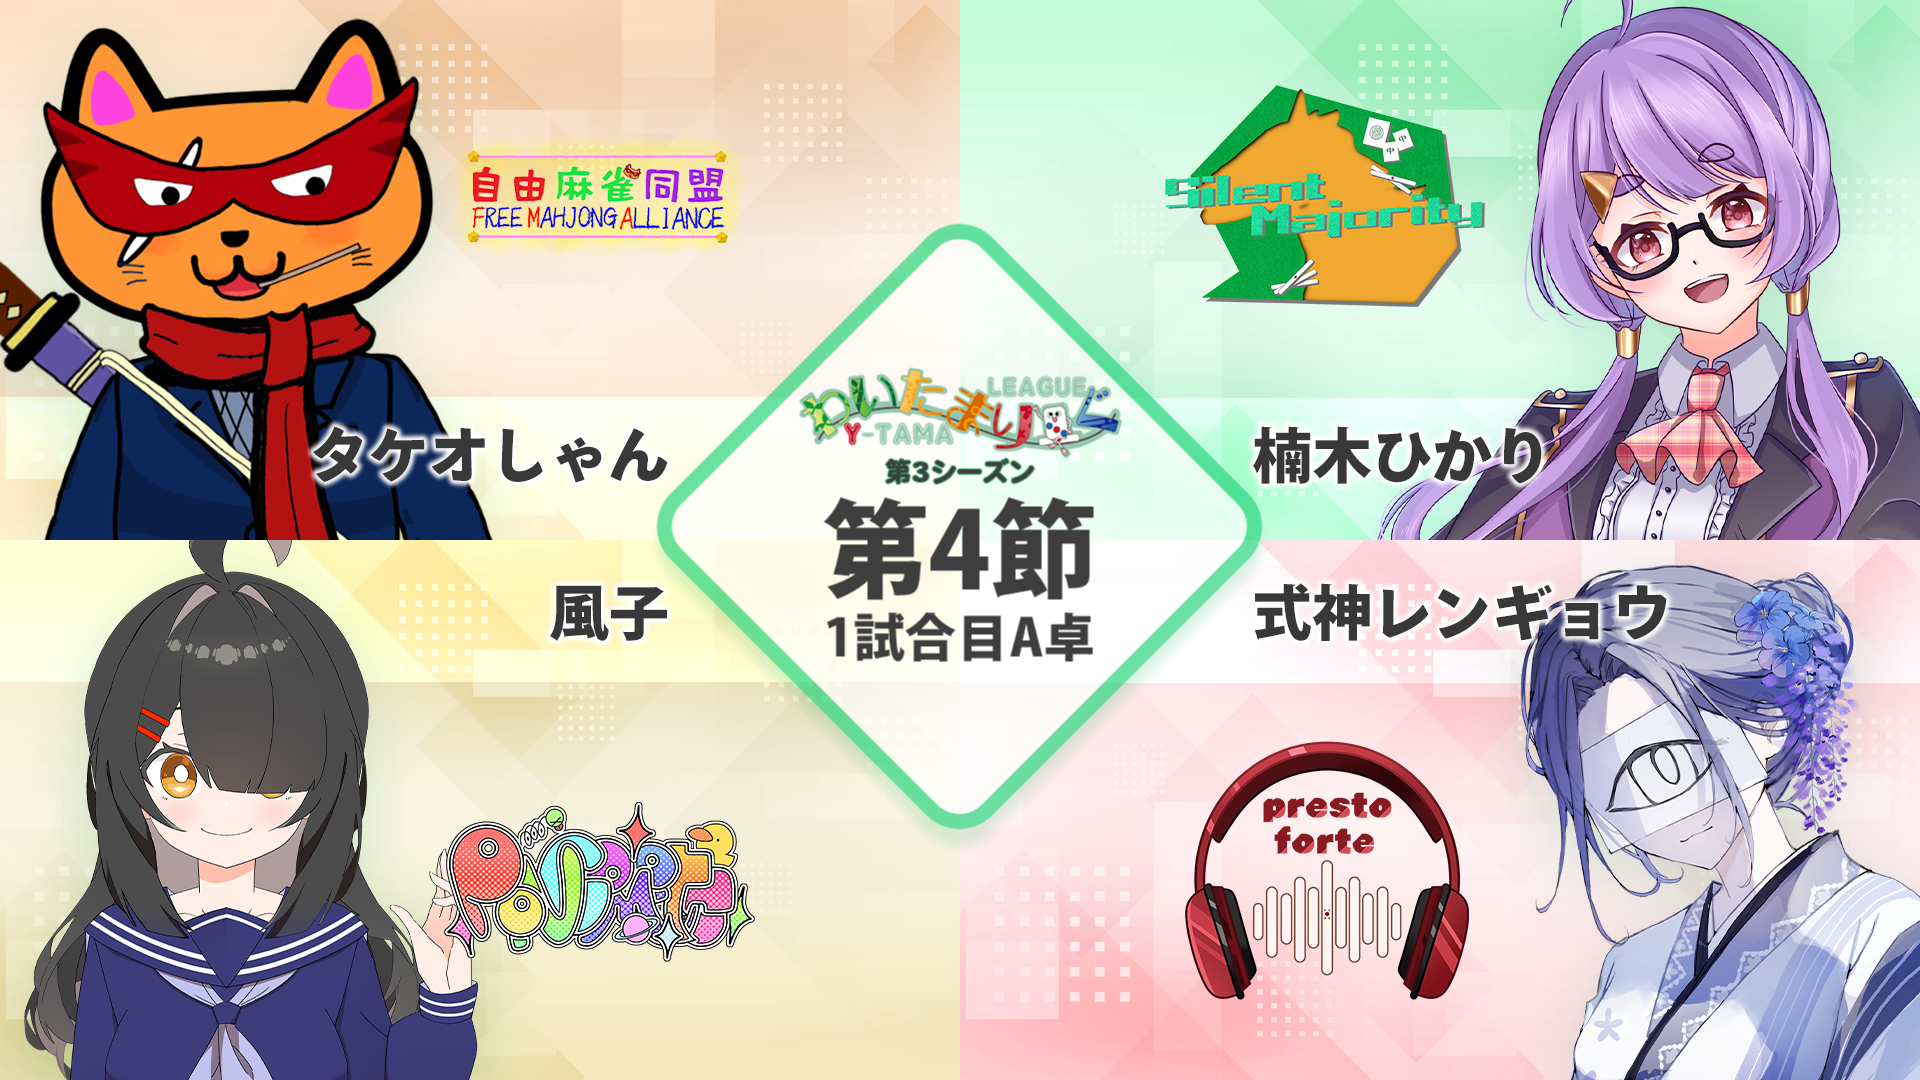 自由麻雀同盟
FREE MAHJONG ALLIANCE
タケオしゃん
Silent
Majority
楠木ひかり
わいたまりーぐ
LEAGUE
Y-TAMA
第3シーズン
第4節
1試合目A卓
風子
式神レンギョウ
presto
forte